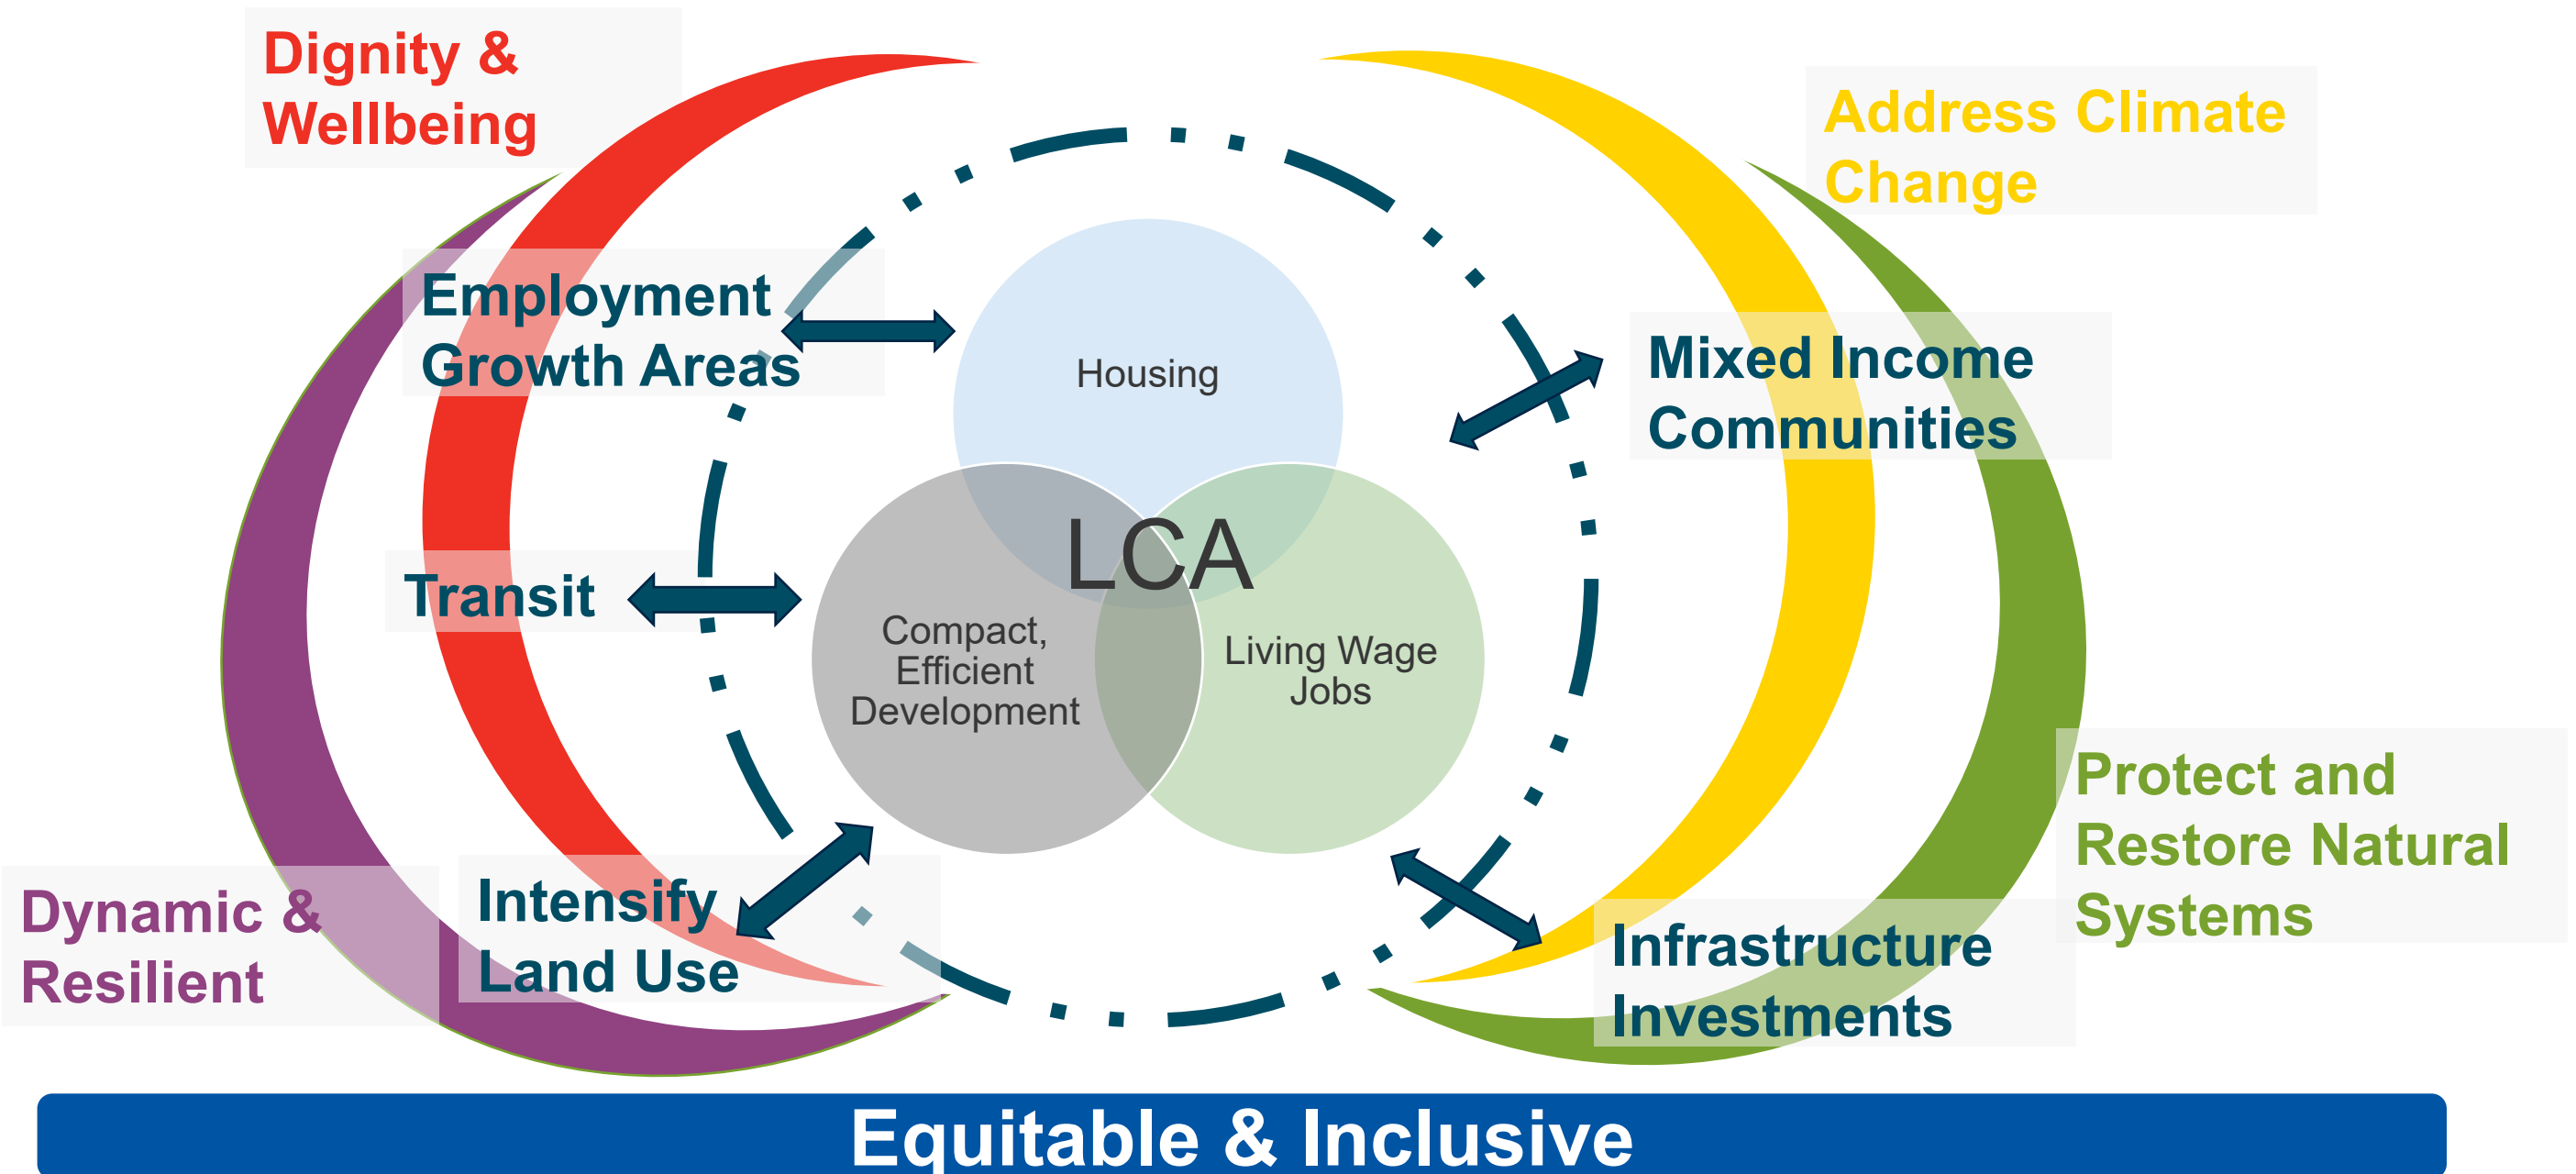 Dignity &
Wellbeing
Address Climate
Change
Employment
Growth Areas
Housing
Mixed Income
Communities
LCA
Transit
Compact,
Efficient
Development
Living Wage
Jobs
Protect and
Restore Natural
Systems
Dynamic &
Resilient
Intensify
Land Use
Infrastructure
Investments
Equitable & Inclusive